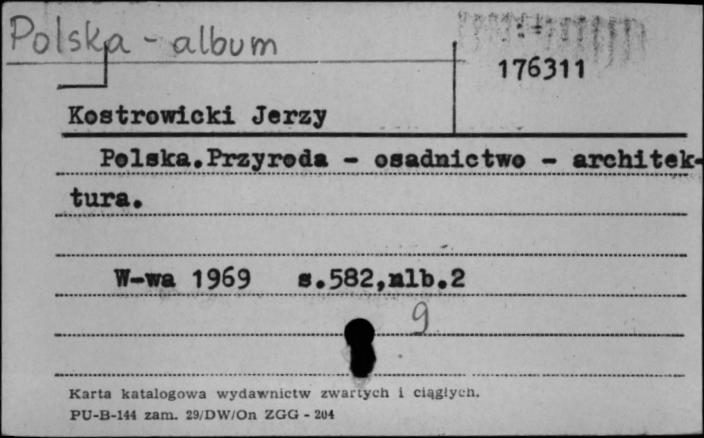 Polska - album
176311
Kostrowicki Jerzy
Polska.Przyroda - osadnictwo - architek-
tura.
W-wa 1969 s.582,nlb.2
9
Karta katalogowa wydawnictw zwartych i ciągłych.
PU-B-144 zam. 29/DW/On ZGG - 204